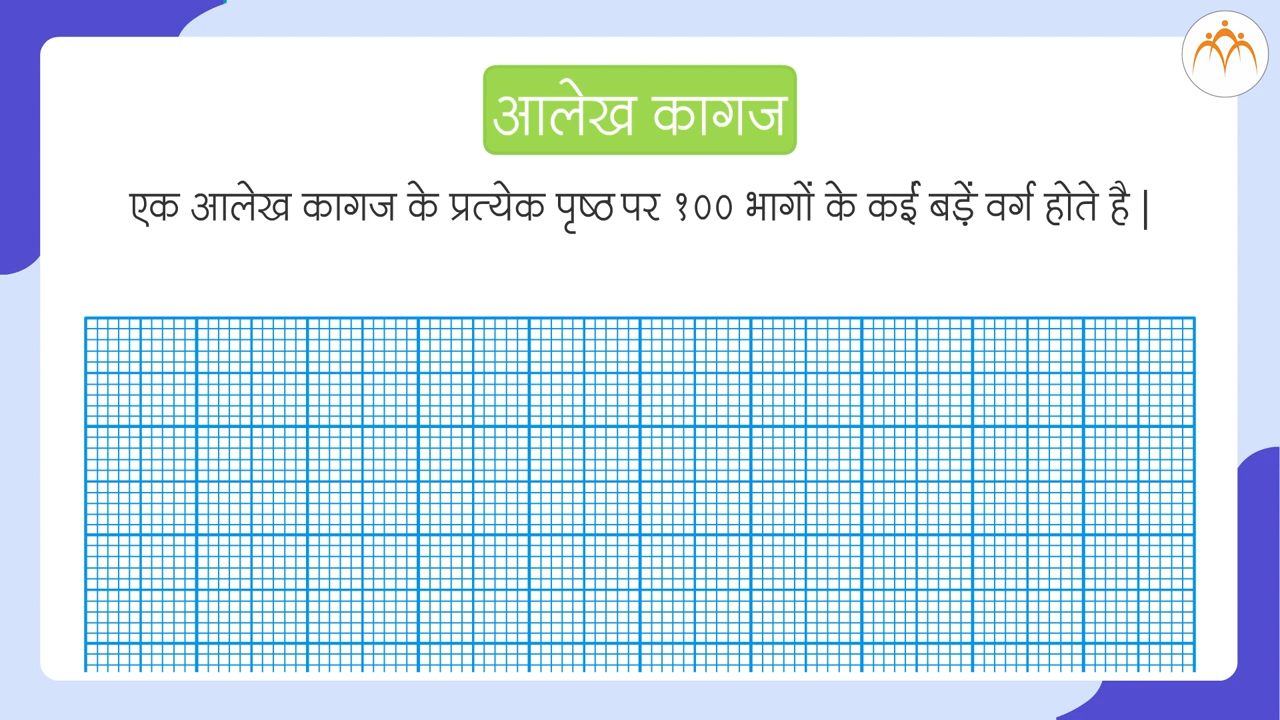 आलेख कागज
एक आलेख कागज के प्रत्येक पृष्ठ पर १०० भागों के कई बड़ें वर्ग होते है |